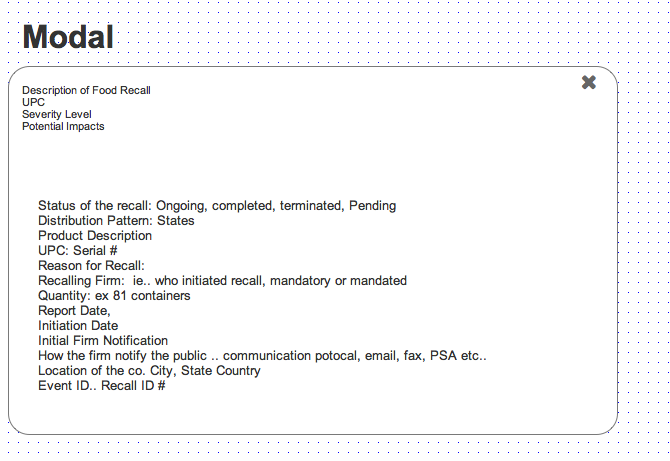 Modal
Description of Food Recall
UPC
Severity Level
Potential Impacts
Status of the recall: Ongoing, completed, terminated, Pending
Distribution Pattern: States
Product Description
UPC: Serial #
Reason for Recall:
Recalling Firm:  ie.. who initiated recall, mandatory or mandated
Quantity: ex 81 containers
Report Date,
Initiation Date
Initial Firm Notification
How the firm notify the public .. communication potocal, email, fax, PSA etc..
Location of the co. City, State Country
Event ID.. Recall ID #